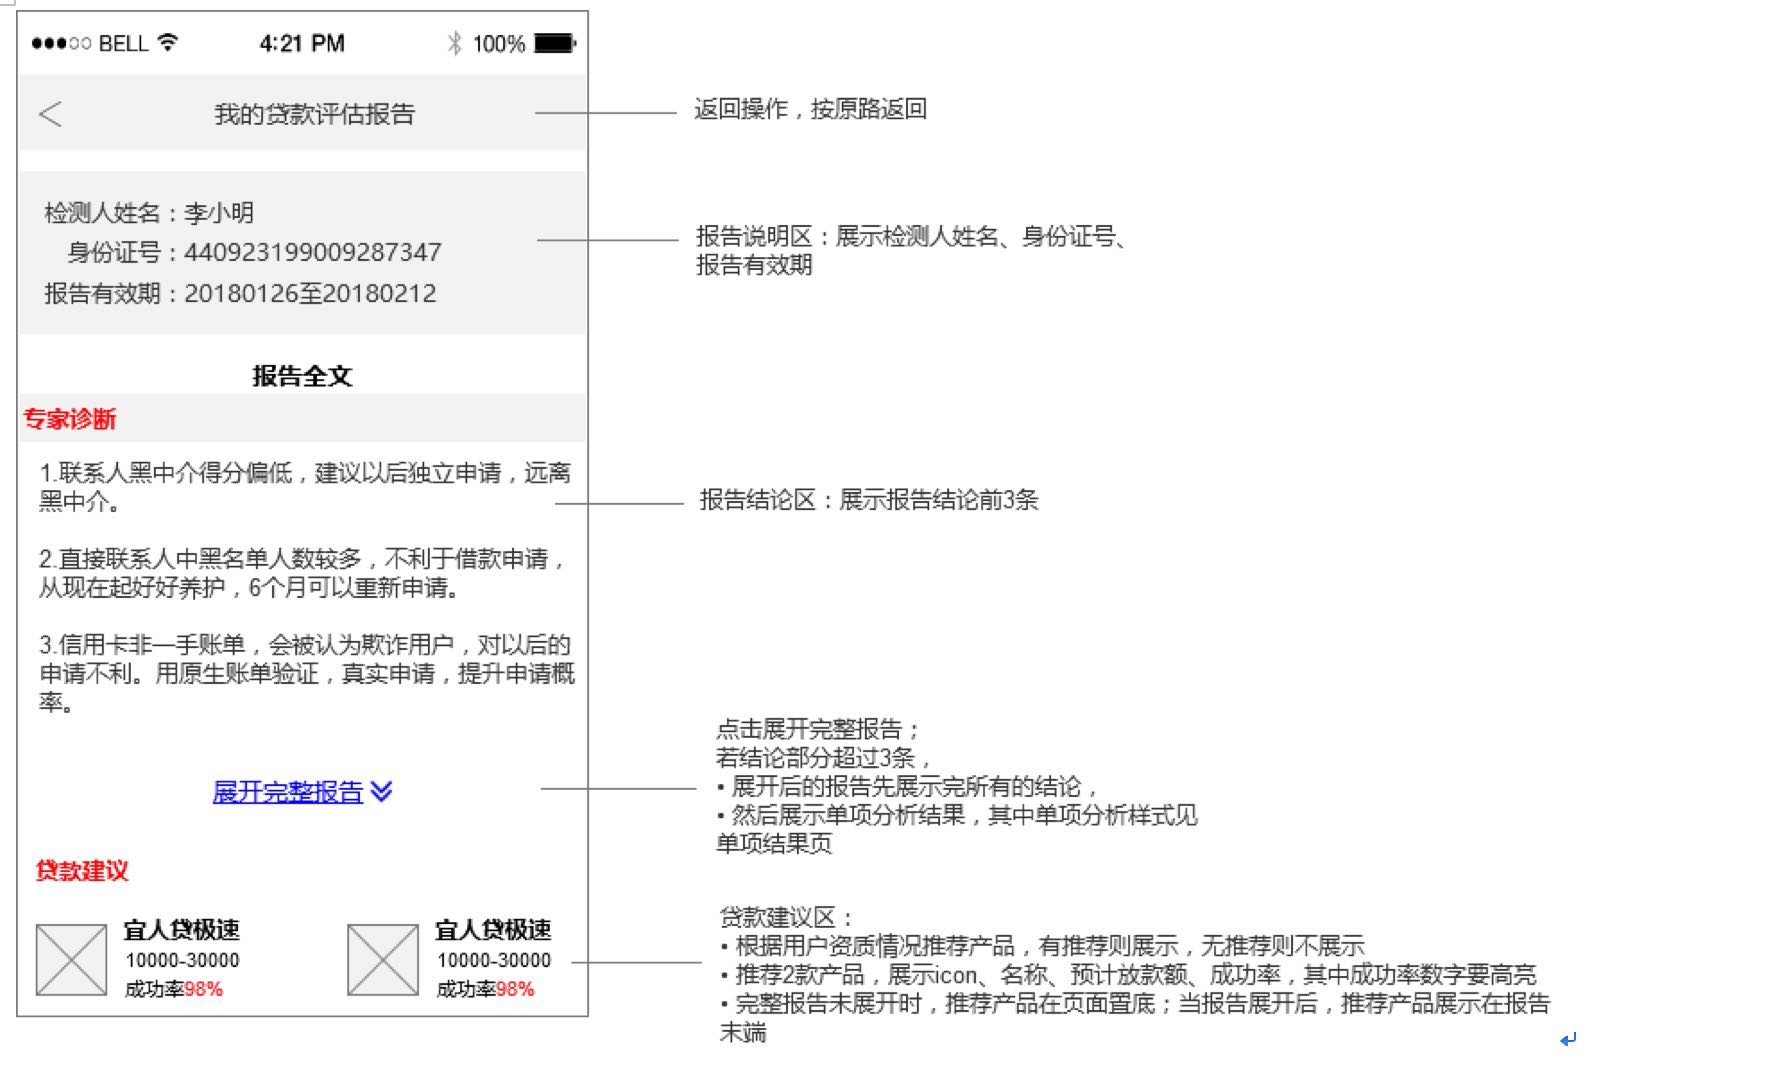 BELL
4:21 PM
100%
我的贷款评估报告
返回操作，按原路返回
检测人姓名：李小明
身份证号：440923199009287347
报告有效期：20180126至20180212
报告说明区：展示检测人姓名、身份证号、
报告有效期
报告全文
专家诊断
1.联系人黑中介得分偏低，建议以后独立申请，远离
黑中介。
2.直接联系人中黑名单人数较多，不利于借款申请，
从现在起好好养护，6个月可以重新申请。
3.信用卡非一手账单，会被认为欺诈用户，对以后的
申请不利。用原生账单验证，真实申请，提升申请概
率。
报告结论区：展示报告结论前3条
展开完整报告
点击展开完整报告；
若结论部分超过3条，
• 展开后的报告先展示完所有的结论，
• 然后展示单项分析结果，其中单项分析样式见
单项结果页
贷款建议
宜人贷极速
10000-30000
成功率98%
宜人贷极速
10000-30000
成功率98%
贷款建议区：
• 根据用户资质情况推荐产品，有推荐则展示，无推荐则不展示
• 推荐2款产品，展示icon、名称、预计放款额、成功率，其中成功率数字要高亮
• 完整报告未展开时，推荐产品在页面置底；当报告展开后，推荐产品展示在报告
末端